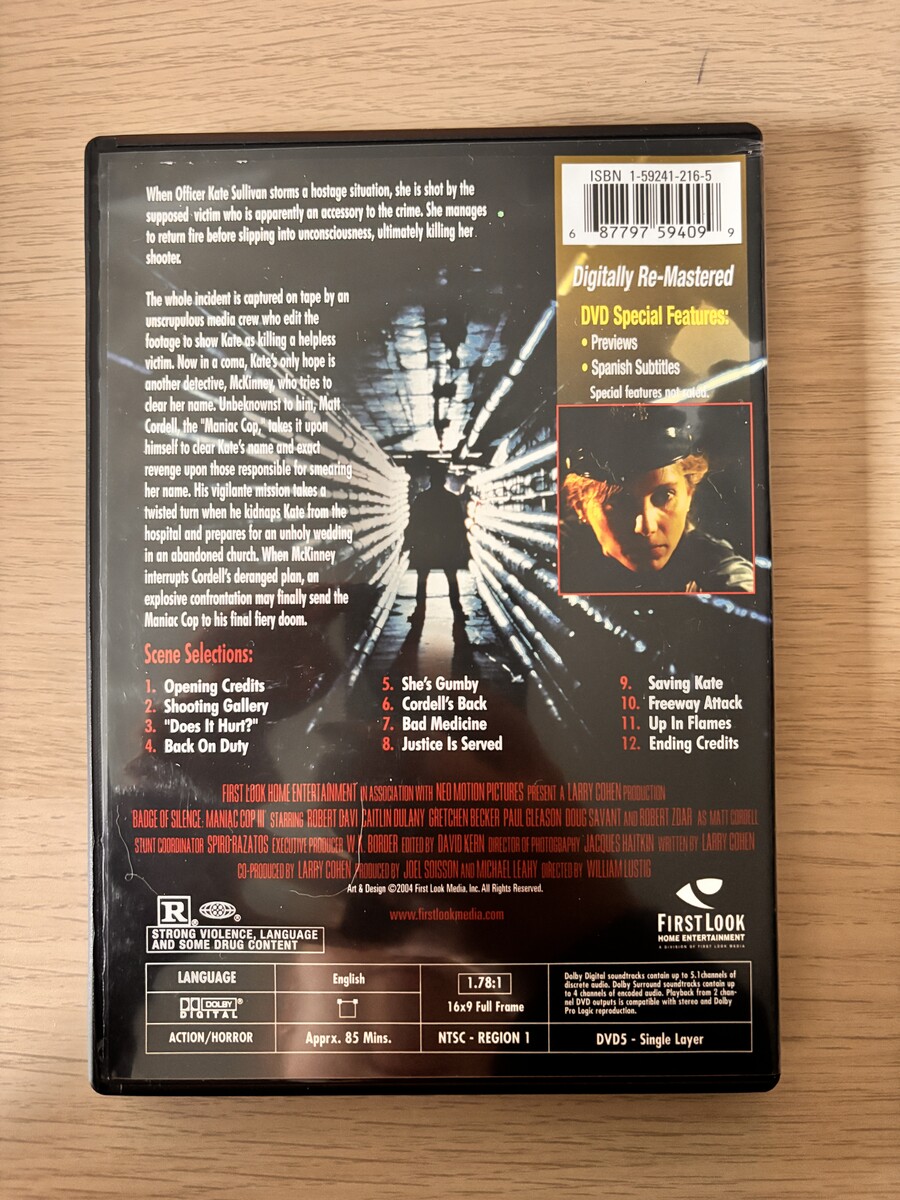 When Officer Kate Sullivan storms a hostage situation, she is shot by the
supposed victim who is apparently an accessory to the crime. She manages
to return fire before slipping into unconsciousness, ultimately killing her
shooter.
The whole incident is captured on tape by an
unscrupulous media crew who edit the
footage to show Kate as killing a helpless
victim. Now in a coma, Kate's only hope is
another detective, McKinney, who tries to
clear her name. Unbeknownst to him, Matt
Cordell, the "Maniac Cop," takes it upon
himself to clear Kate's name and exact
revenge upon those responsible for smearing
her name. His vigilante mission takes a
twisted turn when he kidnaps Kate from the
hospital and prepares for an unholy wedding
in an abandoned church. When McKinney
interrupts Cordell's deranged plan, an
explosive confrontation may finally send the
Maniac Cop to his final fiery doom.
ISBN 1-59241-216-5
6 87797 59409 9
Digitally Re-Mastered
DVD Special Features:
• Previews
• Spanish Subtitles
Special features not rated.
Scene Selections:
1. Opening Credits
2. Shooting Gallery
3. "Does It Hurt?"
4. Back On Duty
5. She's Gumby
6. Cordell's Back
7. Bad Medicine
8. Justice Is Served
9. Saving Kate
10. Freeway Attack
11. Up In Flames
12. Ending Credits
FIRST LOOK HOME ENTERTAINMENT IN ASSOCIATION WITH NEO MOTION PICTURES PRESENT A LARRY COHEN PRODUCTION
BADGE OF SILENCE: MANIAC COP III STARRING ROBERT DAVI CAITLIN DULANY GRETCHEN BECKER PAUL GLEASON DOUG SAVANT AND ROBERT ZDAR AS MATT CORDELL
STUNT COORDINATOR SPIRO RAZATOS EXECUTIVE PRODUCER W.K. BORDER EDITED BY DAVID KERN DIRECTOR OF PHOTOGRAPHY JACQUES HAITKIN WRITTEN BY LARRY COHEN
CO-PRODUCED BY LARRY COHEN PRODUCED BY JOEL SOISSON AND MICHAEL LEAHY DIRECTED BY WILLIAM LUSTIG
Art & Design ©2004 First Look Media, Inc. All Rights Reserved.
www.firstlookmedia.com
R ®
STRONG VIOLENCE, LANGUAGE
AND SOME DRUG CONTENT
FIRST LOOK
HOME ENTERTAINMENT
A DIVISION OF FIRST LOOK MEDIA
LANGUAGE
English
1.78:1
16x9 Full Frame
DOLBY ®
DIGITAL
Dolby Digital soundtracks contain up to 5.1channels of
discrete audio. Dolby Surround soundtracks contain up
to 4 channels of encoded audio. Playback from 2 chan-
nel DVD outputs is compatible with stereo and Dolby
Pro Logic reproduction.
ACTION/HORROR
Apprx. 85 Mins.
NTSC - REGION 1
DVD5 - Single Layer